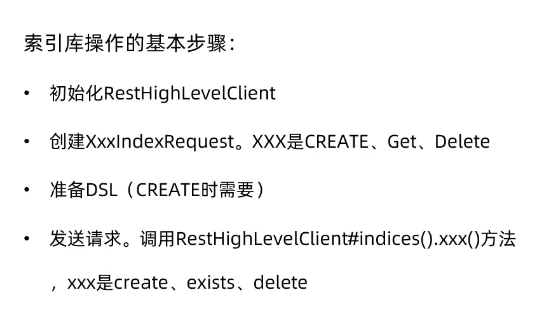 索引库操作的基本步骤：
• 初始化RestHighLevelClient
• 创建XxxIndexRequest。XXX是CREATE、Get、Delete
• 准备DSL（CREATE时需要）
• 发送请求。调用RestHighLevelClient#indices().xxx()方法
，xxx是create、exists、delete